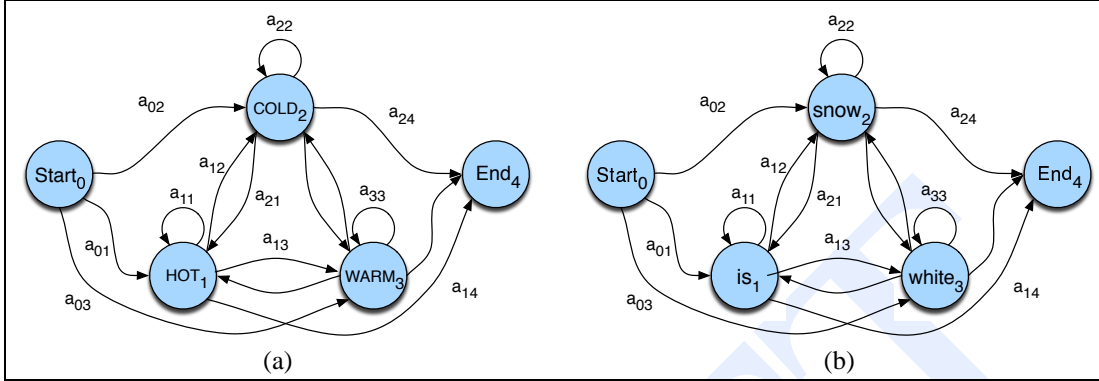 a22
a02
COLD2
a24
Start0
a12
End4
a11
a21
a33
a01
a13
HOT1
WARM3
a03
a14
(a)
a22
a02
snow2
a24
Start0
a12
End4
a11
a21
a33
a01
a13
is1
white3
a03
a14
(b)